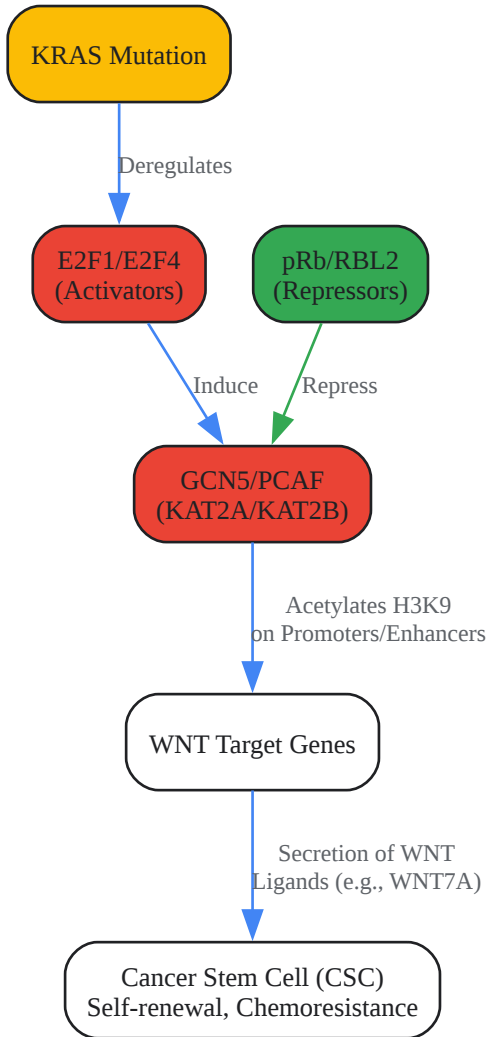 KRAS Mutation
Deregulates
E2F1/E2F4
(Activators)
pRb/RBL2
(Repressors)
Induce
Repress
GCN5/PCAF
(KAT2A/KAT2B)
Acetylates H3K9
on Promoters/Enhancers
WNT Target Genes
Secretion of WNT
Ligands (e.g., WNT7A)
Cancer Stem Cell (CSC)
Self-renewal, Chemoresistance